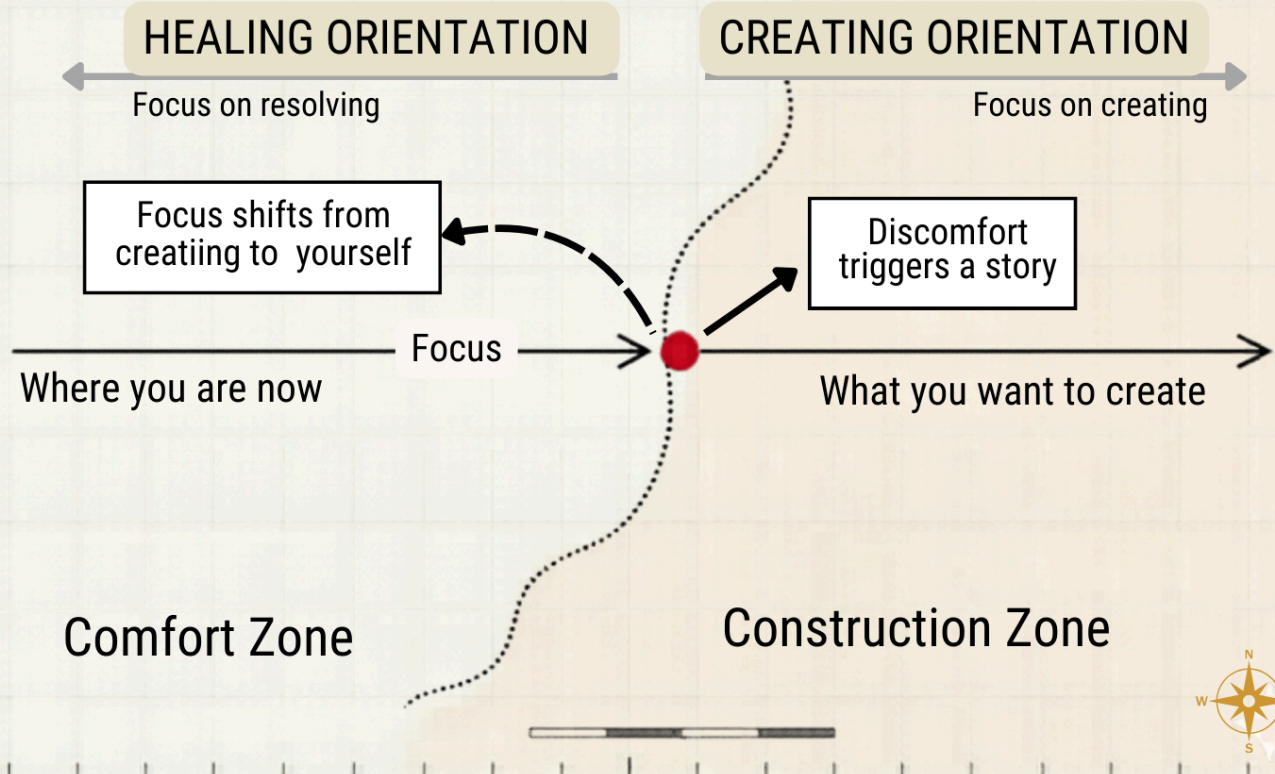 HEALING ORIENTATION
CREATING ORIENTATION
Focus on resolving
Focus on creating
Focus shifts from
creatiing to yourself
Discomfort
triggers a story
Focus
Where you are now
What you want to create
Comfort Zone
Construction Zone
N
W
S